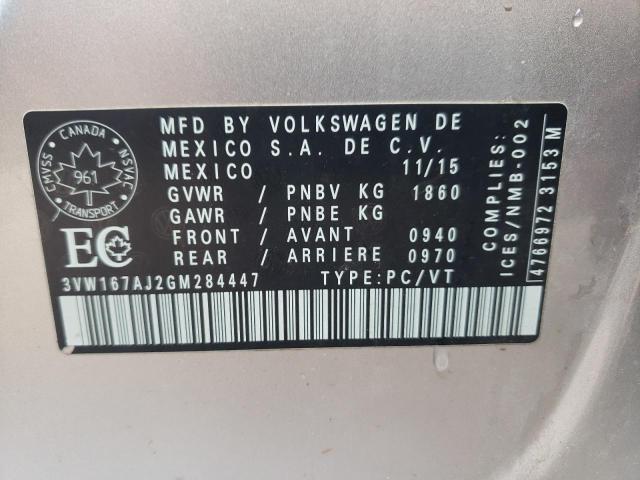 CANADA
CMVSS
NSVAC
961
TRANSPORT
EC
MFD BY VOLKSWAGEN DE
MEXICO S.A. DE C.V.
MEXICO 11/15
GVWR / PNBV KG 1860
GAWR / PNBE KG
FRONT / AVANT 0940
REAR / ARRIERE 0970
3VW167AJ2GM284447 TYPE:PC/VT
COMPLIES:
ICES/NMB-002
4766972 3153 M